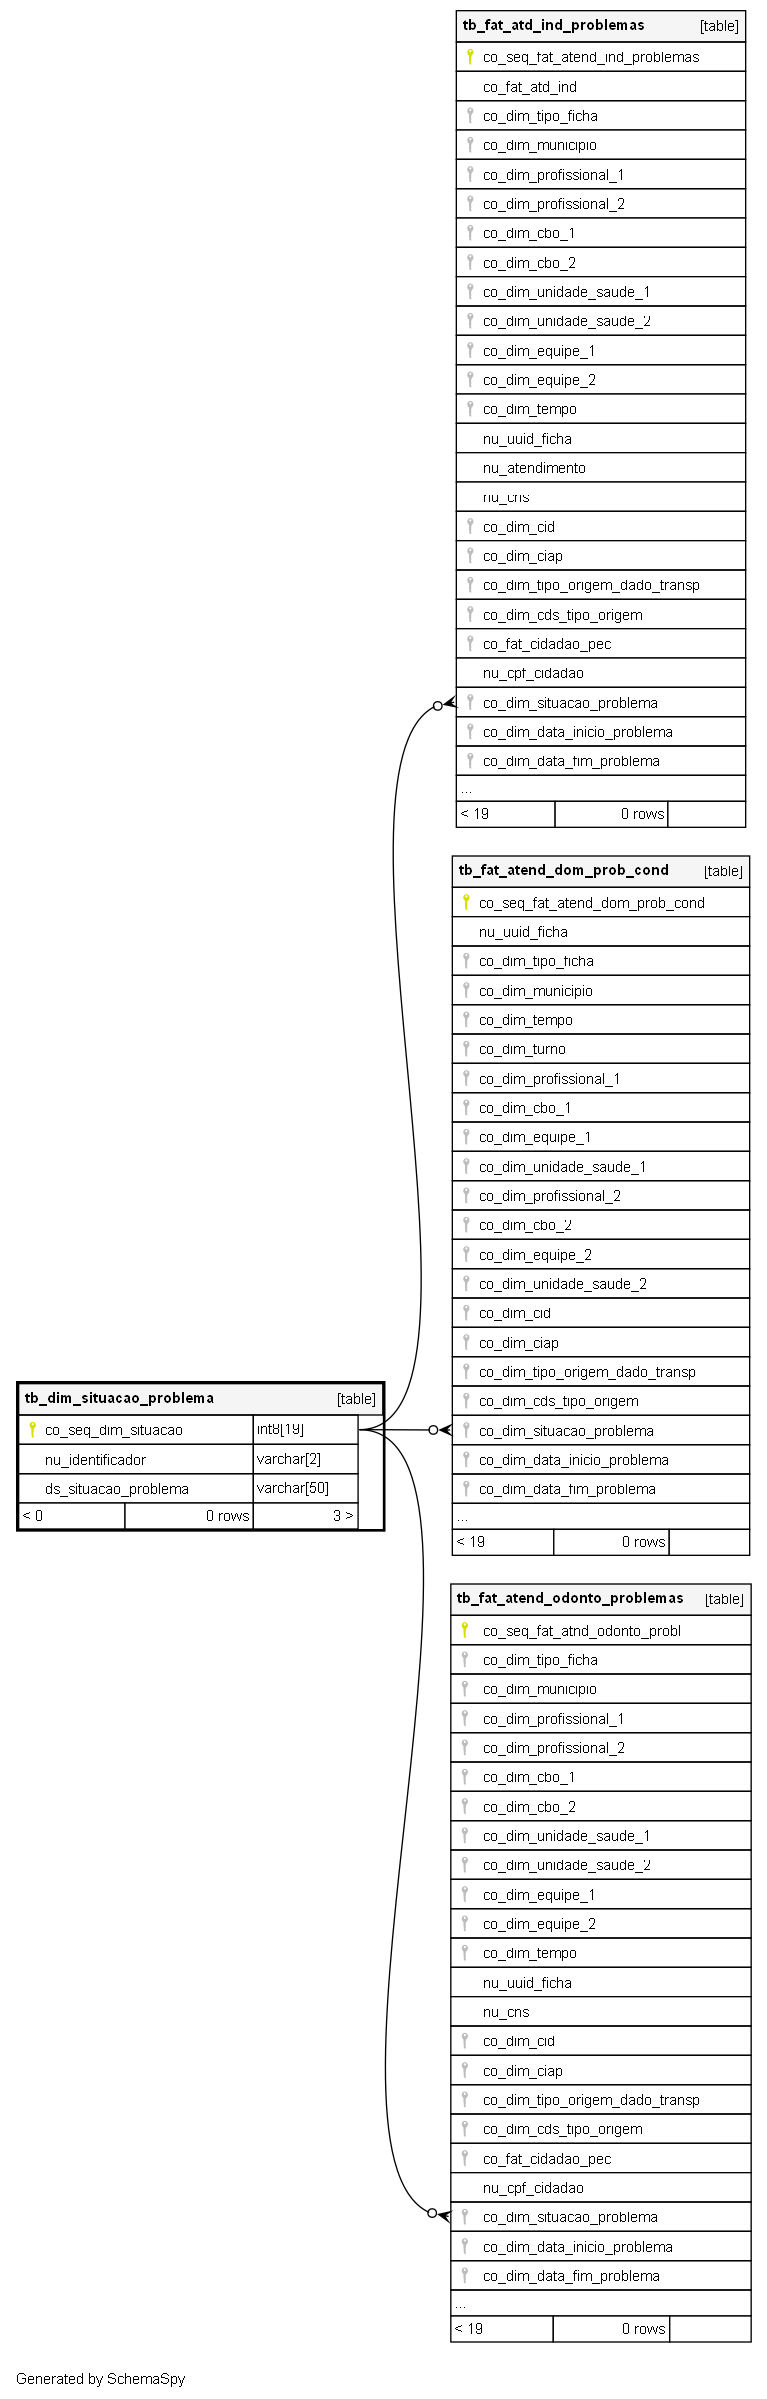 tb_fat_atd_ind_problemas [table]
co_seq_fat_atend_ind_problemas
co_fat_atd_ind
co_dim_tipo_ficha
co_dim_municipio
co_dim_profissional_1
co_dim_profissional_2
co_dim_cbo_1
co_dim_cbo_2
co_dim_unidade_saude_1
co_dim_unidade_saude_2
co_dim_equipe_1
co_dim_equipe_2
co_dim_tempo
nu_uuid_ficha
nu_atendimento
nu_cns
co_dim_cid
co_dim_ciap
co_dim_tipo_origem_dado_transp
co_dim_cds_tipo_origem
co_fat_cidadao_pec
nu_cpf_cidadao
co_dim_situacao_problema
co_dim_data_inicio_problema
co_dim_data_fim_problema
...
< 19 0 rows
tb_fat_atend_dom_prob_cond [table]
co_seq_fat_atend_dom_prob_cond
nu_uuid_ficha
co_dim_tipo_ficha
co_dim_municipio
co_dim_tempo
co_dim_turno
co_dim_profissional_1
co_dim_cbo_1
co_dim_equipe_1
co_dim_unidade_saude_1
co_dim_profissional_2
co_dim_cbo_2
co_dim_equipe_2
co_dim_unidade_saude_2
co_dim_cid
co_dim_ciap
co_dim_tipo_origem_dado_transp
co_dim_cds_tipo_origem
co_dim_situacao_problema
co_dim_data_inicio_problema
co_dim_data_fim_problema
...
< 19 0 rows
tb_dim_situacao_problema [table]
co_seq_dim_situacao int8[19]
nu_identificador varchar[2]
ds_situacao_problema varchar[50]
< 0 0 rows 3 >
tb_fat_atend_odonto_problemas [table]
co_seq_fat_atnd_odonto_probl
co_dim_tipo_ficha
co_dim_municipio
co_dim_profissional_1
co_dim_profissional_2
co_dim_cbo_1
co_dim_cbo_2
co_dim_unidade_saude_1
co_dim_unidade_saude_2
co_dim_equipe_1
co_dim_equipe_2
co_dim_tempo
nu_uuid_ficha
nu_cns
co_dim_cid
co_dim_ciap
co_dim_tipo_origem_dado_transp
co_dim_cds_tipo_origem
co_fat_cidadao_pec
nu_cpf_cidadao
co_dim_situacao_problema
co_dim_data_inicio_problema
co_dim_data_fim_problema
...
< 19 0 rows
Generated by SchemaSpy